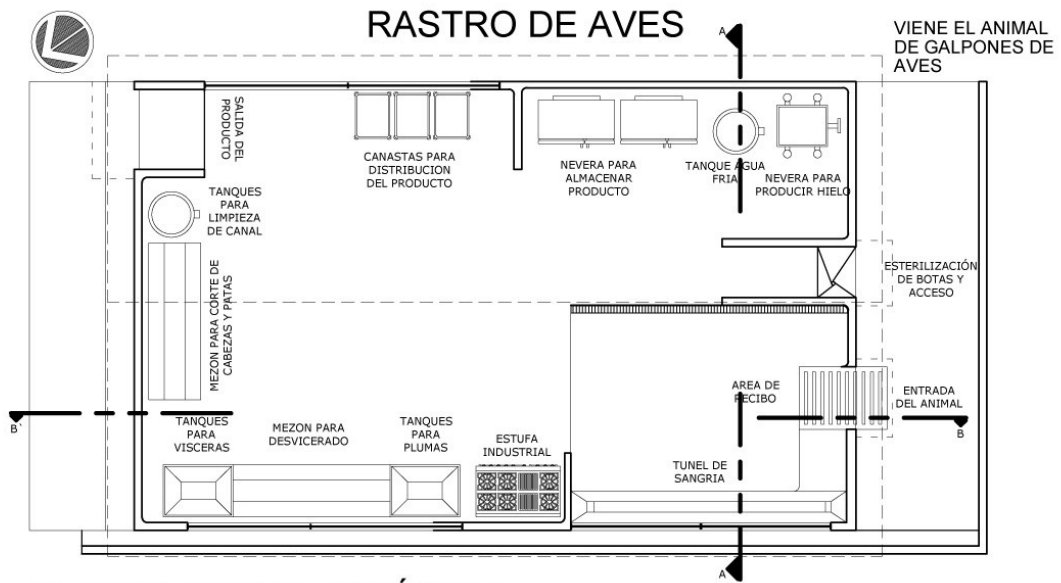 RASTRO DE AVES
VIENE EL ANIMAL
DE GALPONES DE
AVES
A
SALIDA DEL
PRODUCTO
CANASTAS PARA
DISTRIBUCION
DEL PRODUCTO
NEVERA PARA
ALMACENAR
PRODUCTO
TANQUE AGUA
FRIA
NEVERA PARA
PRODUCIR HIELO
TANQUES
PARA
LIMPIEZA
DE CANAL
ESTERILIZACIÓN
DE BOTAS Y
ACCESO
MEZON PARA CORTE DE
CABEZAS Y PATAS
AREA DE
RECIBO
ENTRADA
DEL ANIMAL
B`
B
TANQUES
PARA
VISCERAS
MEZON PARA
DESVICERADO
TANQUES
PARA
PLUMAS
ESTUFA
INDUSTRIAL
TUNEL DE
SANGRIA
A`